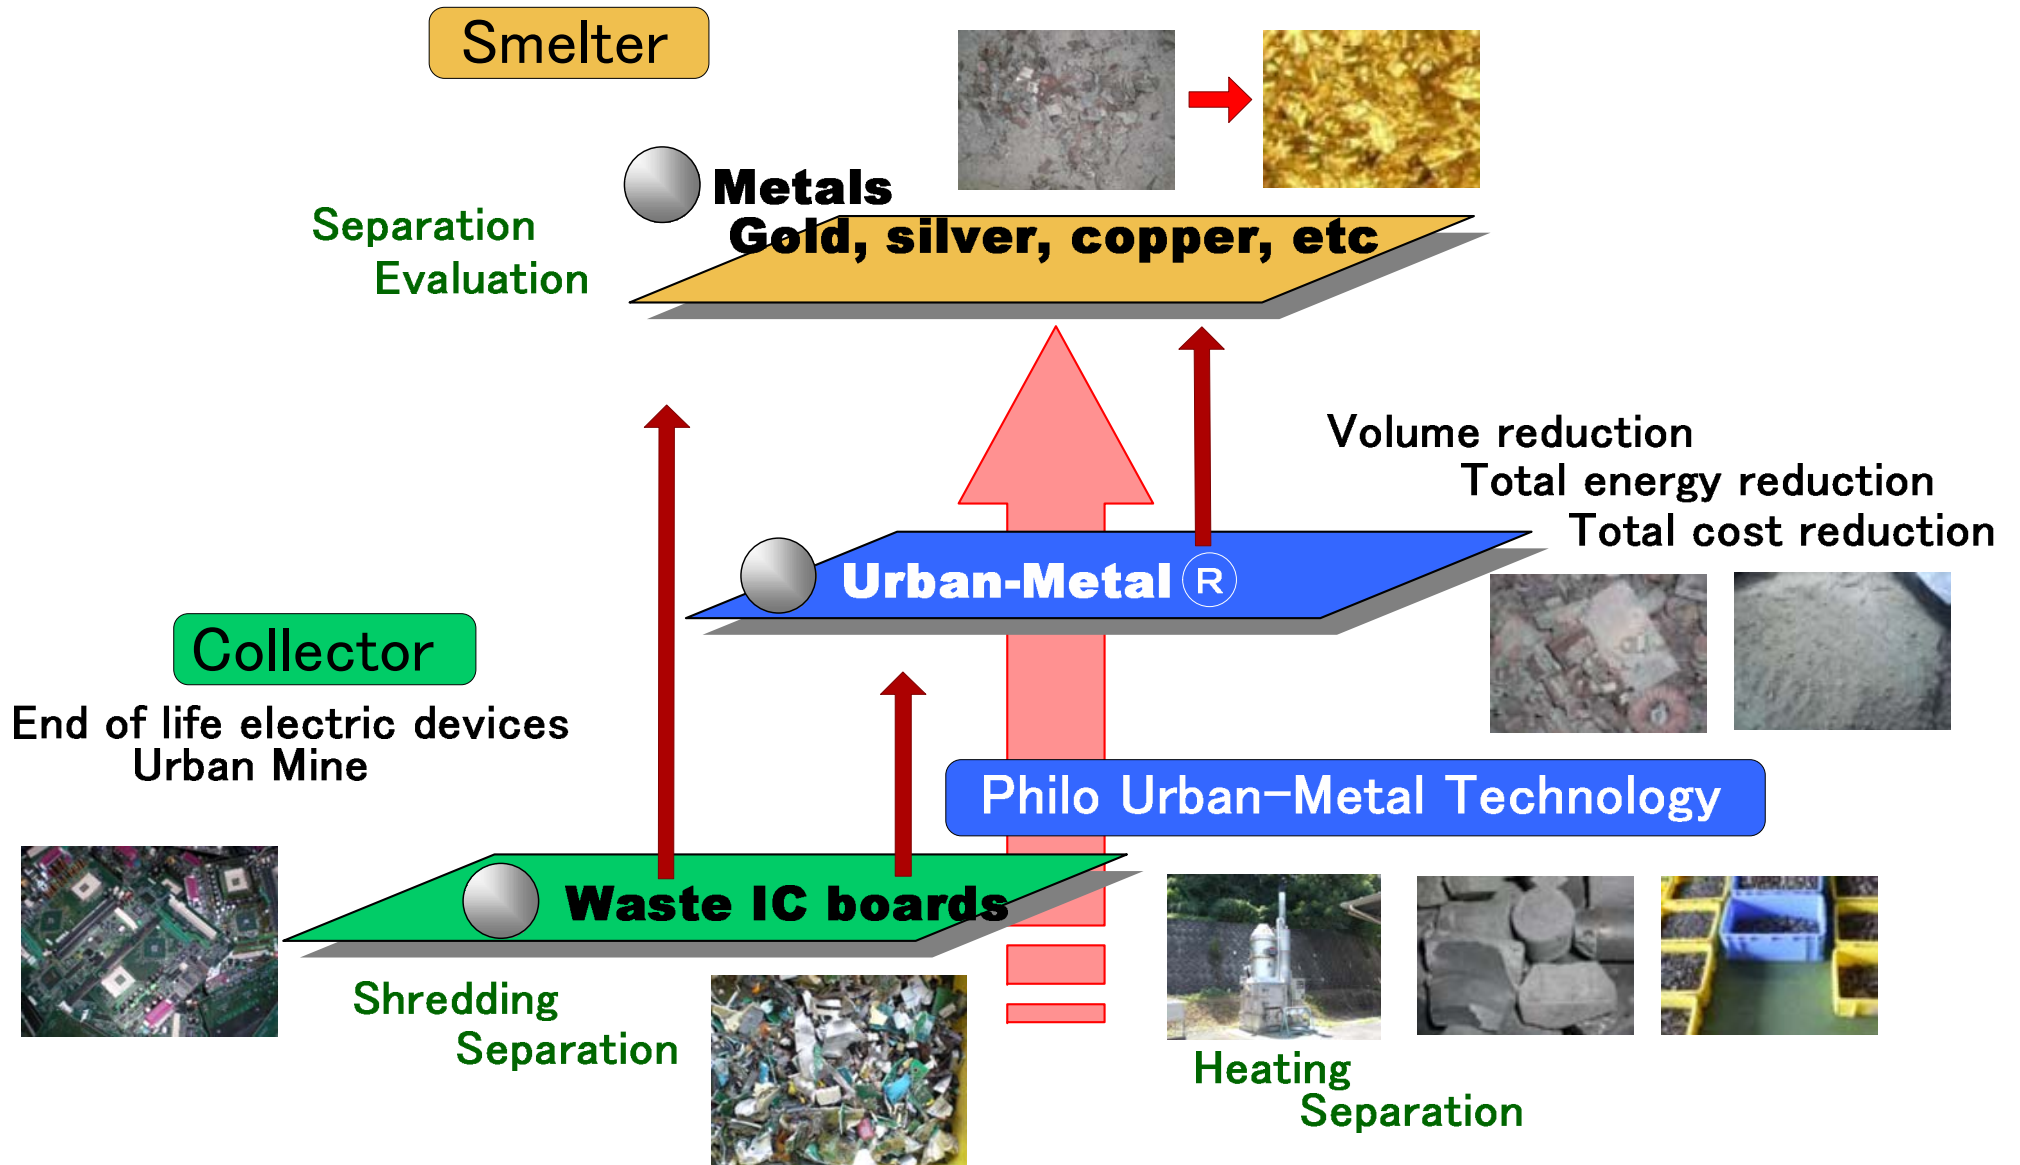 Smelter
Metals
Gold, silver, copper, etc
Separation
Evaluation
Volume reduction
Total energy reduction
Total cost reduction
Urban-Metal ®
Collector
End of life electric devices
Urban Mine
Philo Urban-Metal Technology
Waste IC boards
Shredding
Separation
Heating
Separation